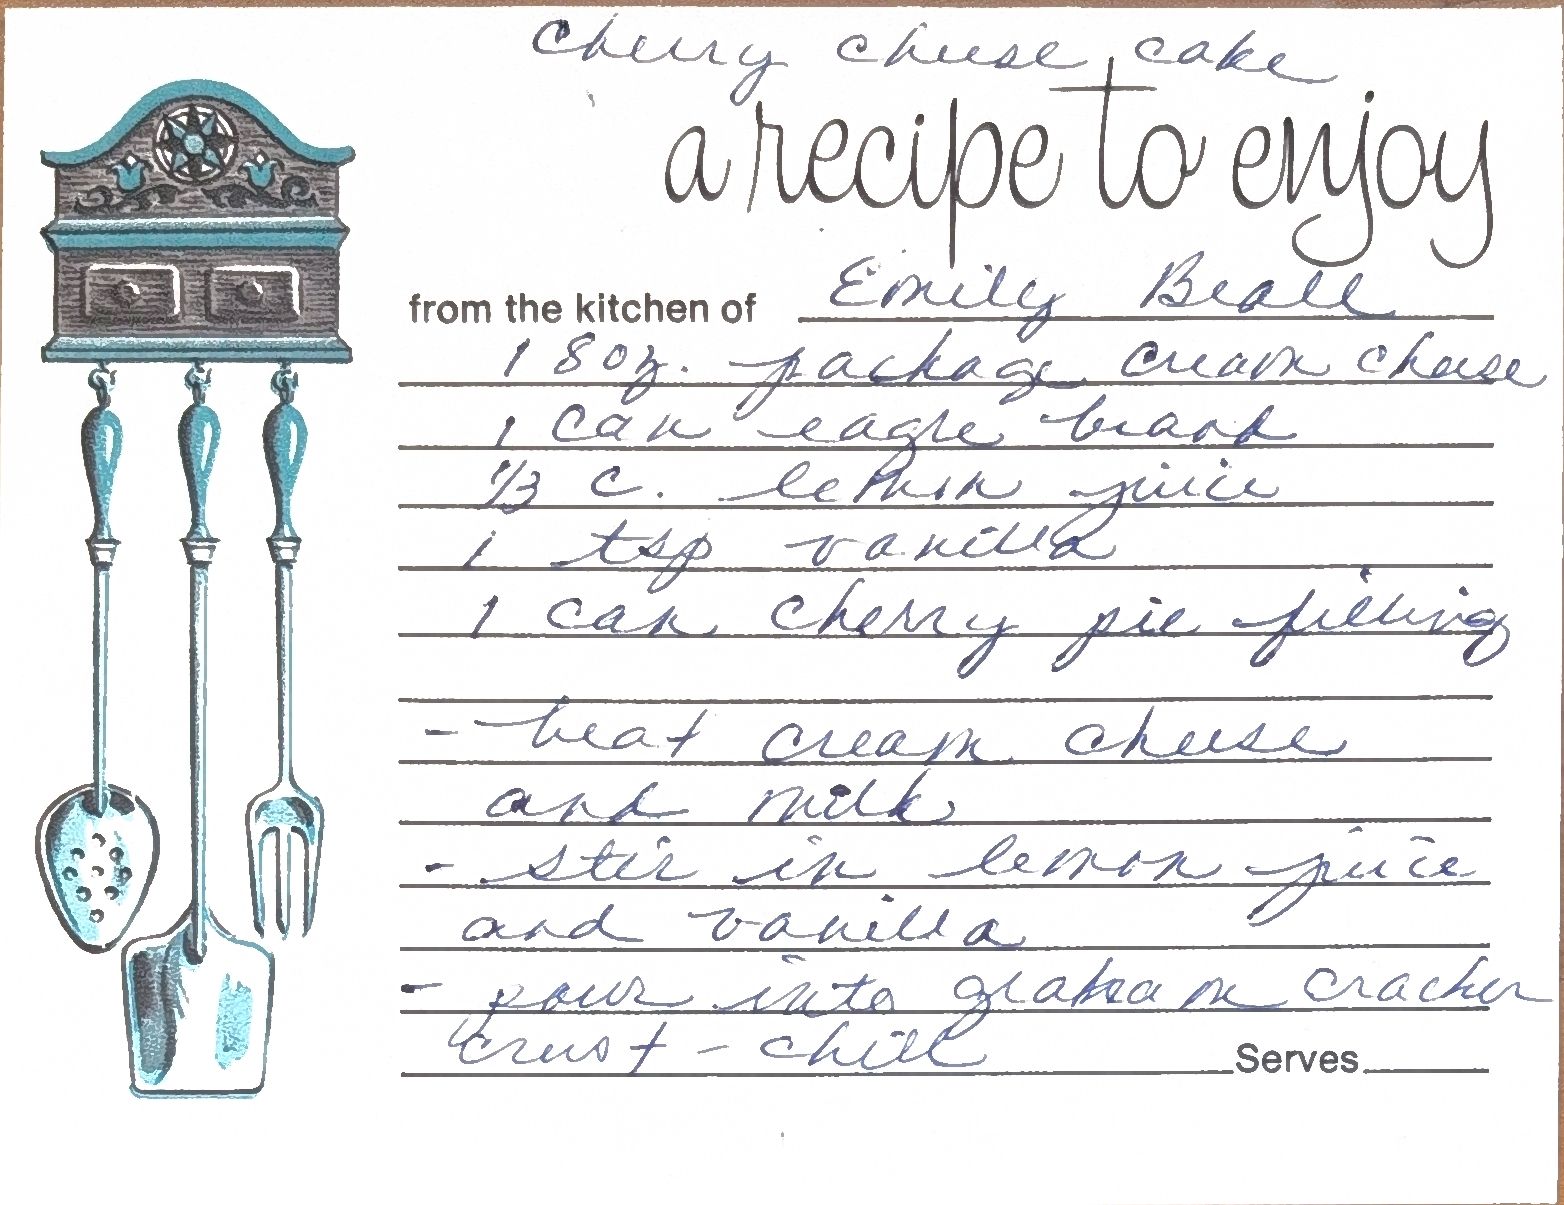 Cherry cheese cake
a recipe to enjoy
from the kitchen of Emily Beall
1 8 oz. package cream cheese
1 can eagle brand
1/3 c. lemon juice
1 tsp vanilla
1 can cherry pie filling
- beat cream cheese
and milk
- stir in lemon juice
and vanilla
- pour into graham cracker
crust - chill Serves